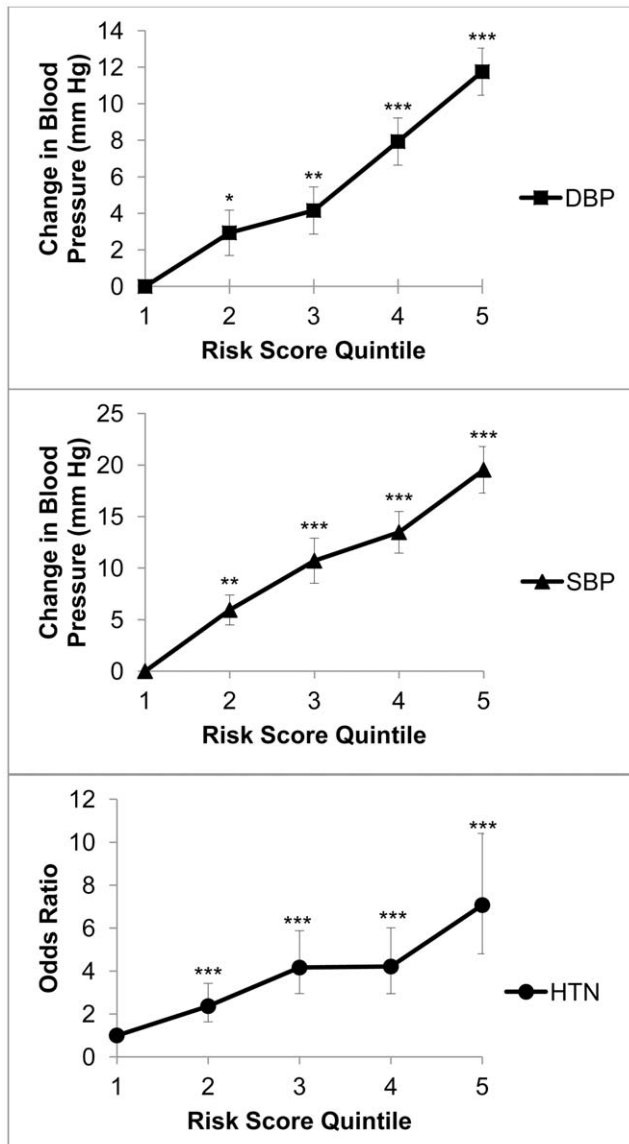 14
12
10
8
6
4
2
0
Change in Blood
Pressure (mm Hg)
*
**
***
***
DBP
1 2 3 4 5
Risk Score Quintile
25
20
15
10
5
0
Change in Blood
Pressure (mm Hg)
**
***
***
***
SBP
1 2 3 4 5
Risk Score Quintile
12
10
8
6
4
2
0
Odds Ratio
***
***
***
***
HTN
1 2 3 4 5
Risk Score Quintile